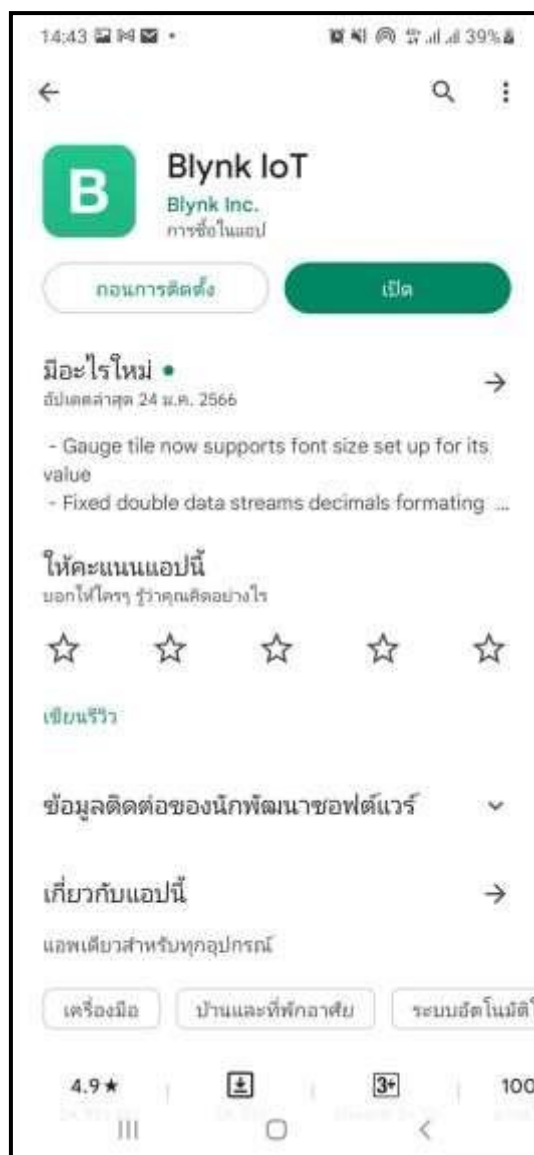 14:43
39%
B
Blynk IoT
Blynk Inc.
การซื้อในแอป
ถอนการติดตั้ง
เปิด
มีอะไรใหม่
อัปเดตล่าสุด 24 ม.ค. 2566
- Gauge tile now supports font size set up for its
value
- Fixed double data streams decimals formating ...
ให้คะแนนแอปนี้
บอกให้ใครๆ รู้ว่าคุณคิดอย่างไร
เขียนรีวิว
ข้อมูลติดต่อของนักพัฒนาซอฟต์แวร์
เกี่ยวกับแอปนี้
แอพเดียวสำหรับทุกอุปกรณ์
เครื่องมือ
บ้านและที่พักอาศัย
ระบบอัตโนมัติ
4.9★
3+
100